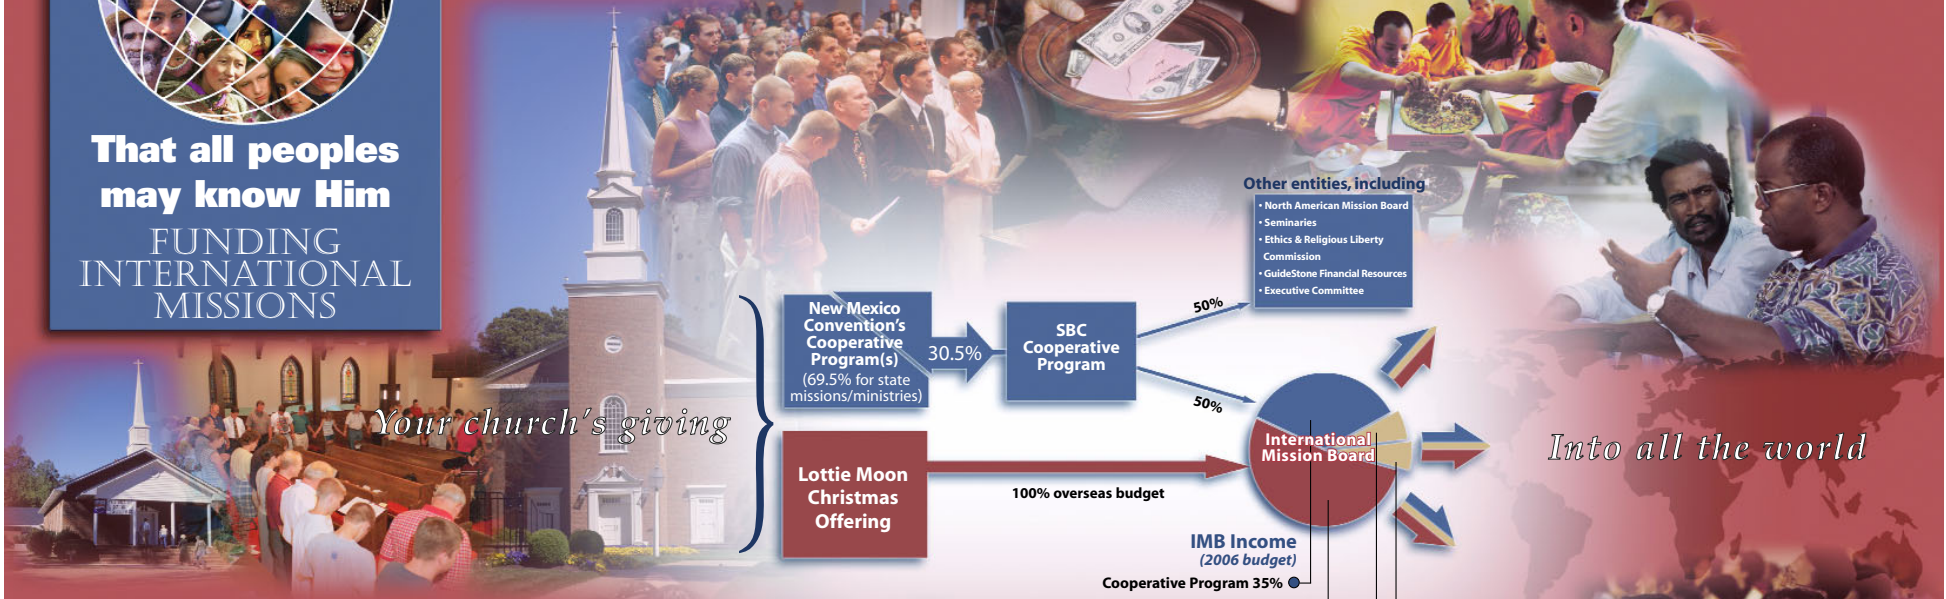 That all peoples
may know Him
FUNDING
INTERNATIONAL
MISSIONS
Your church's giving
New Mexico
Convention's
Cooperative
Program(s)
(69.5% for state
missions/ministries)
30.5%
SBC
Cooperative
Program
50%
50%
Other entities, including
• North American Mission Board
• Seminaries
• Ethics & Religious Liberty
Commission
• GuideStone Financial Resources
• Executive Committee
Lottie Moon
Christmas
Offering
100% overseas budget
International
Mission Board
IMB Income
(2006 budget)
Cooperative Program 35%
Into all the world